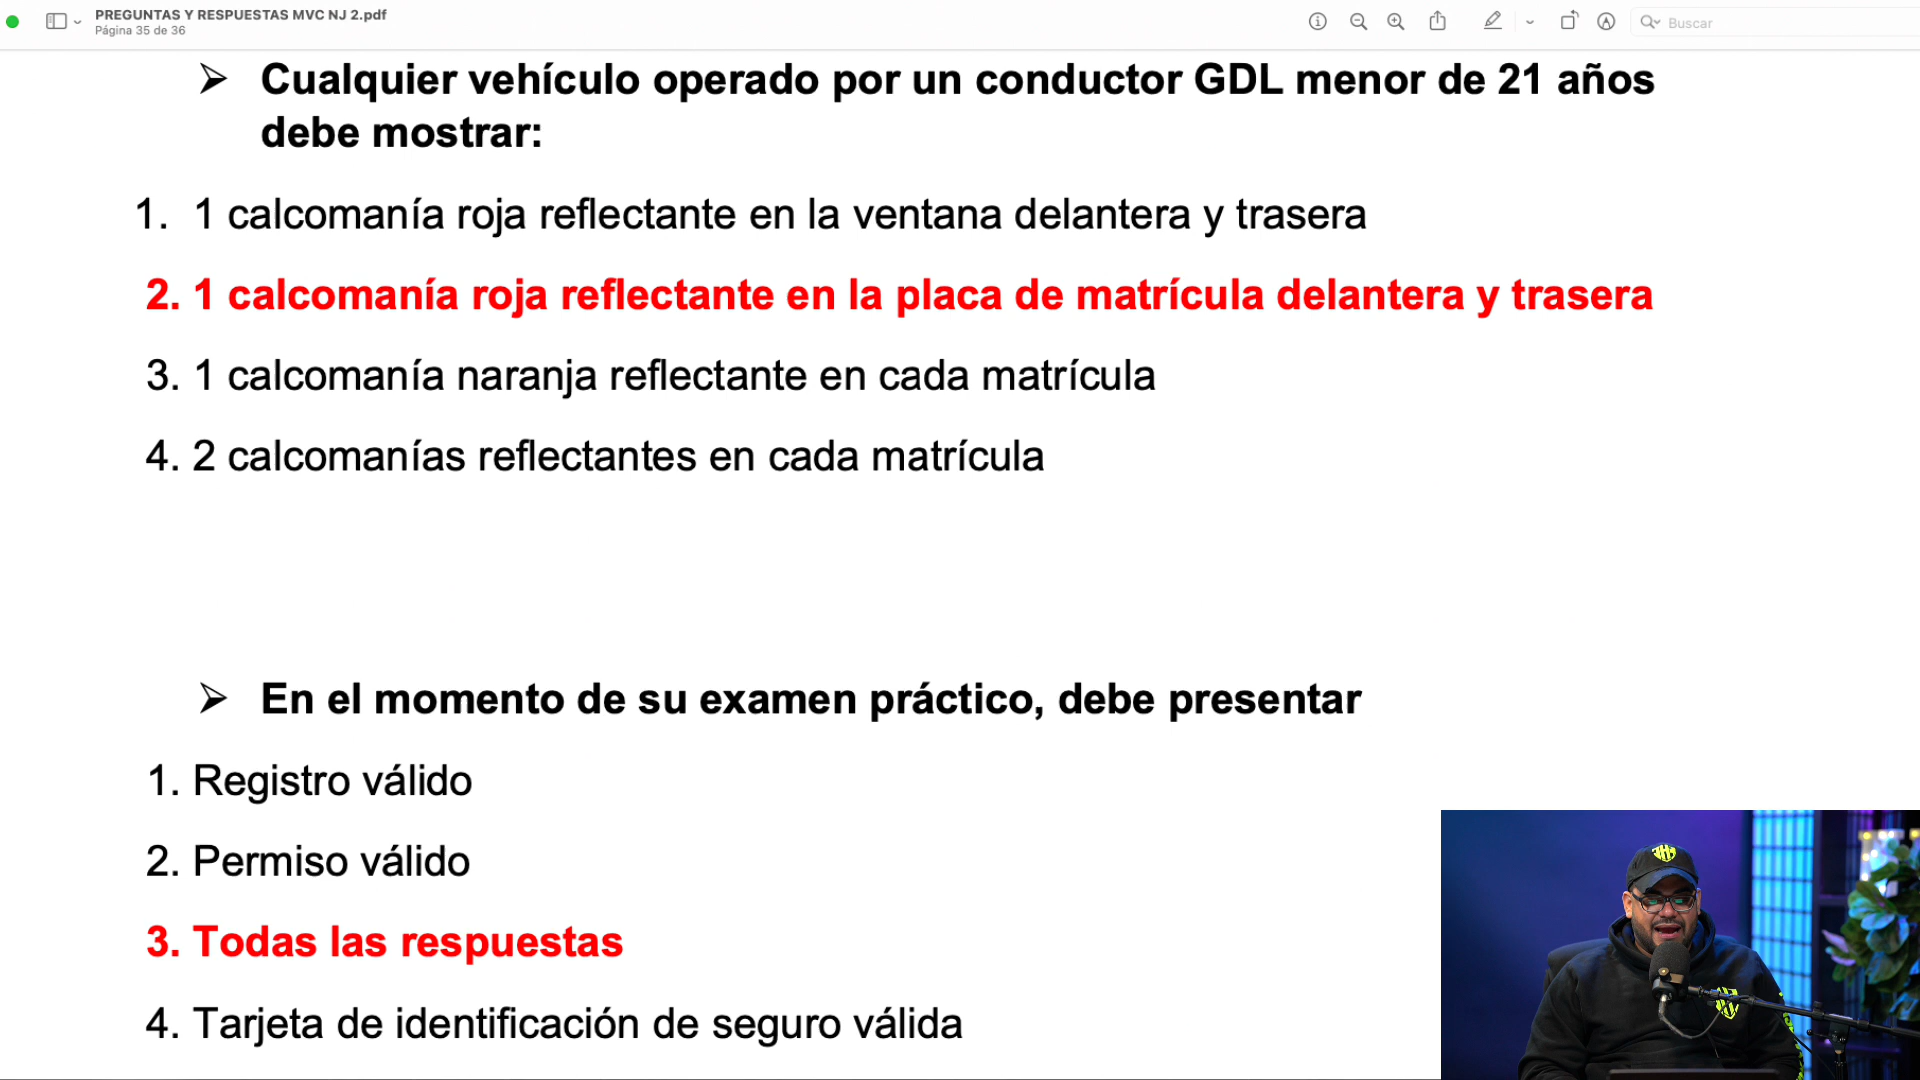 PREGUNTAS Y RESPUESTAS MVC NJ 2.pdf
Página 35 de 36
Buscar
➢ Cualquier vehículo operado por un conductor GDL menor de 21 años
debe mostrar:
1. 1 calcomanía roja reflectante en la ventana delantera y trasera
2. 1 calcomanía roja reflectante en la placa de matrícula delantera y trasera
3. 1 calcomanía naranja reflectante en cada matrícula
4. 2 calcomanías reflectantes en cada matrícula
➢ En el momento de su examen práctico, debe presentar
1. Registro válido
2. Permiso válido
3. Todas las respuestas
4. Tarjeta de identificación de seguro válida